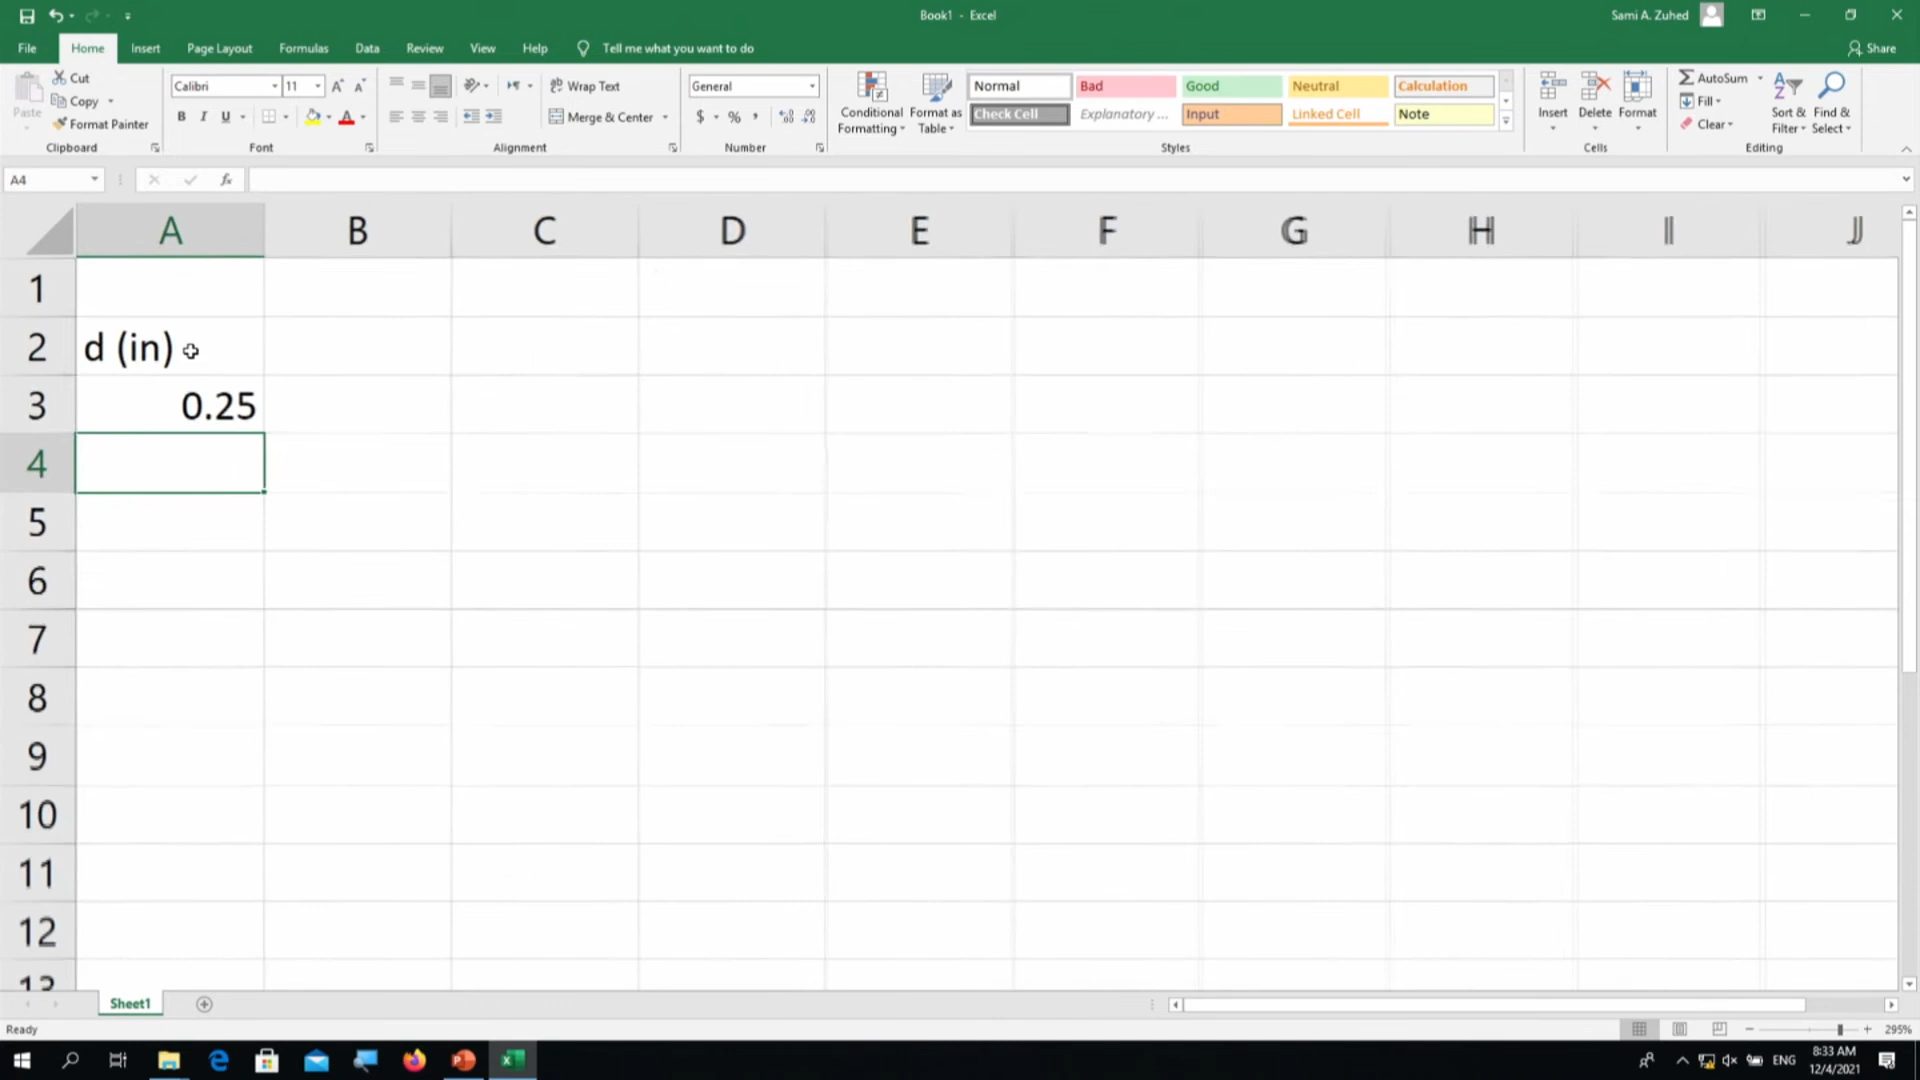 Book1 - Excel
Sami A. Zuhed
File Home Insert Page Layout Formulas Data Review View Help Tell me what you want to do Share
Paste
Cut
Copy
Format Painter
Clipboard
Calibri 11 A A
B I U A
Font
Wrap Text
Merge & Center
Alignment
General
$ % ,
Number
Conditional Formatting
Format as Table
Normal Bad Good Neutral Calculation
Check Cell Explanatory ... Input Linked Cell Note
Styles
Insert Delete Format
Cells
AutoSum
Fill
Clear
Sort & Filter
Find & Select
Editing
A4 fx
A B C D E F G H I J
1
2 d (in)
3 0.25
4
5
6
7
8
9
10
11
12
13
Sheet1
Ready
295%
ENG
8:33 AM
12/4/2021